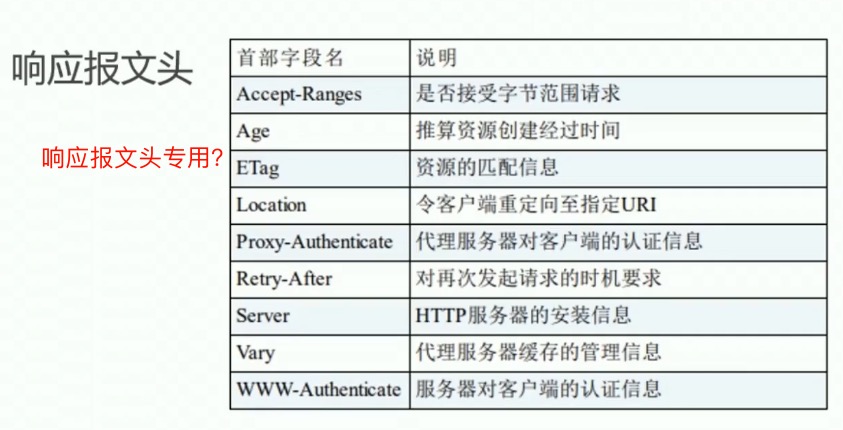 响应报文头
响应报文头专用?
首部字段名 说明
Accept-Ranges 是否接受字节范围请求
Age 推算资源创建经过时间
ETag 资源的匹配信息
Location 令客户端重定向至指定URI
Proxy-Authenticate 代理服务器对客户端的认证信息
Retry-After 对再次发起请求的时机要求
Server HTTP服务器的安装信息
Vary 代理服务器缓存的管理信息
WWW-Authenticate 服务器对客户端的认证信息